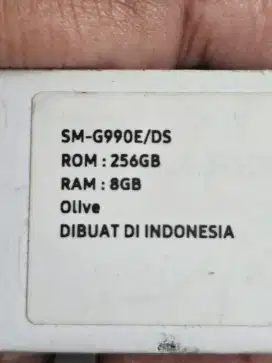 SM-G990E/DS
ROM : 256GB
RAM : 8GB
Olive
DIBUAT DI INDONESIA